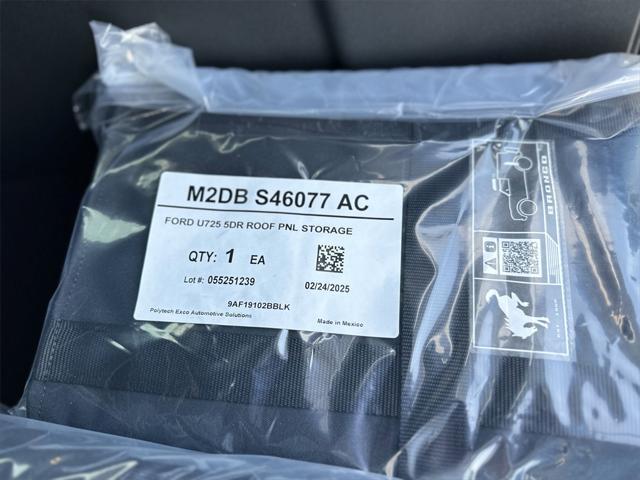 M2DB S46077 AC
FORD U725 5DR ROOF PNL STORAGE
QTY: 1 EA
Lot #: 055251239
02/24/2025
9AF19102BBLK
Polytech Exco Automotive Solutions
Made in Mexico
BRONCO